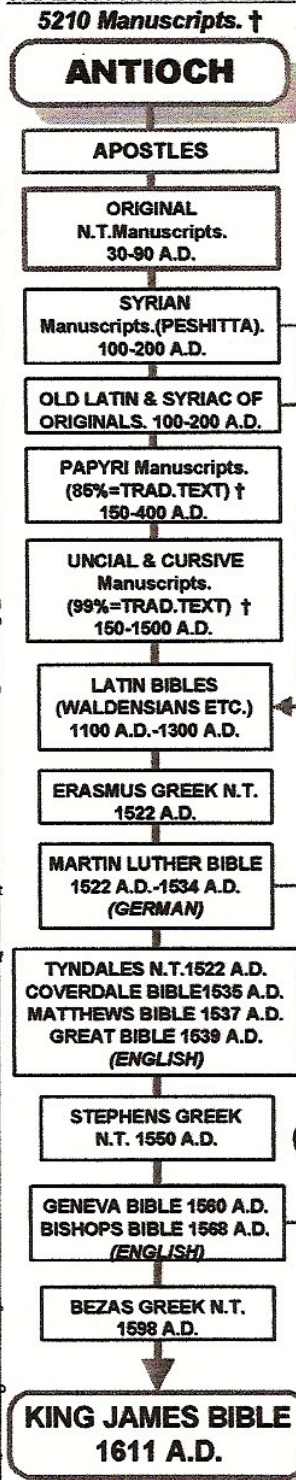 5210 Manuscripts. †
ANTIOCH
APOSTLES
ORIGINAL
N.T.Manuscripts.
30-90 A.D.
SYRIAN
Manuscripts.(PESHITTA).
100-200 A.D.
OLD LATIN & SYRIAC OF
ORIGINALS. 100-200 A.D.
PAPYRI Manuscripts.
(85%=TRAD.TEXT) †
150-400 A.D.
UNCIAL & CURSIVE
Manuscripts.
(99%=TRAD.TEXT) †
150-1500 A.D.
LATIN BIBLES
(WALDENSIANS ETC.)
1100 A.D.-1300 A.D.
ERASMUS GREEK N.T.
1522 A.D.
MARTIN LUTHER BIBLE
1522 A.D.-1534 A.D.
(GERMAN)
TYNDALES N.T.1522 A.D.
COVERDALE BIBLE1535 A.D.
MATTHEWS BIBLE 1537 A.D.
GREAT BIBLE 1539 A.D.
(ENGLISH)
STEPHENS GREEK
N.T. 1550 A.D.
GENEVA BIBLE 1560 A.D.
BISHOPS BIBLE 1568 A.D.
(ENGLISH)
BEZAS GREEK N.T.
1598 A.D.
KING JAMES BIBLE
1611 A.D.